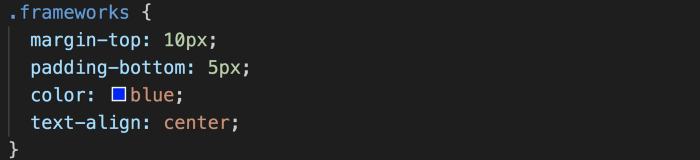 .frameworks {
  margin-top: 10px;
  padding-bottom: 5px;
  color: blue;
  text-align: center;
}